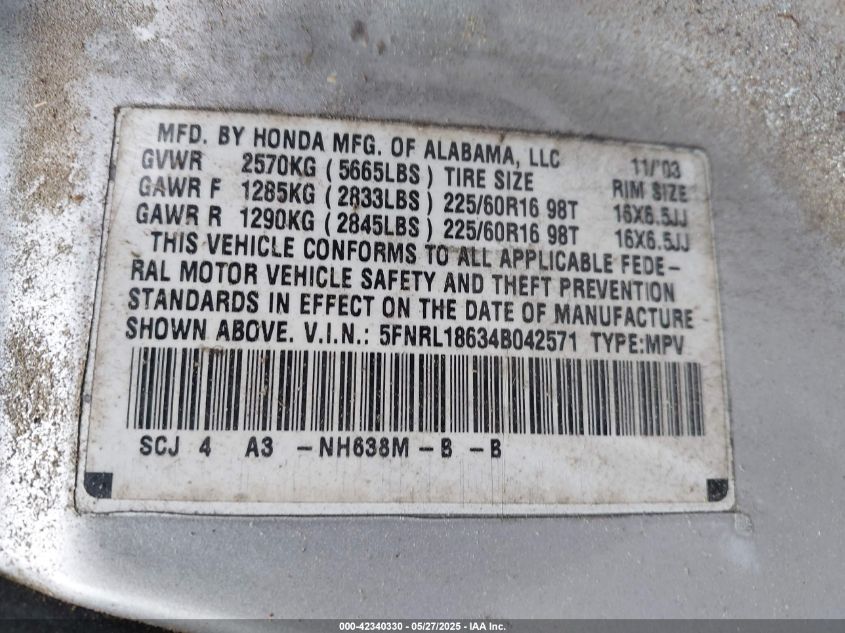 MFD. BY HONDA MFG. OF ALABAMA, LLC 11/'03
GVWR 2570KG (5665LBS) TIRE SIZE RIM SIZE
GAWR F 1285KG (2833LBS) 225/60R16 98T 16X6.5JJ
GAWR R 1290KG (2845LBS) 225/60R16 98T 16X6.5JJ
THIS VEHICLE CONFORMS TO ALL APPLICABLE FEDE-
RAL MOTOR VEHICLE SAFETY AND THEFT PREVENTION
STANDARDS IN EFFECT ON THE DATE OF MANUFACTURE
SHOWN ABOVE. V.I.N.: 5FNRL18634B042571 TYPE:MPV
SCJ 4 A3 -NH638M-B -B
000-42340330 - 05/27/2025 - IAA Inc.